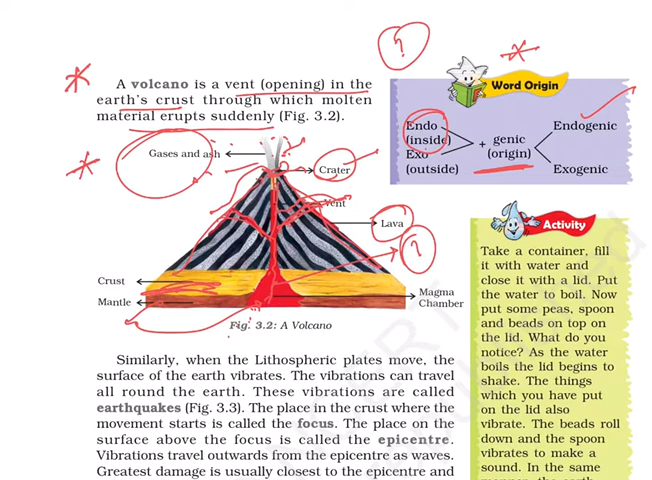 ?
A volcano is a vent (opening) in the
earth's crust through which molten
material erupts suddenly (Fig. 3.2).
Gases and ash
Crater
Vent
Lava
?
Crust
Mantle
Magma
Chamber
Fig. 3.2: A Volcano
Similarly, when the Lithospheric plates move, the
surface of the earth vibrates. The vibrations can travel
all round the earth. These vibrations are called
earthquakes (Fig. 3.3). The place in the crust where the
movement starts is called the focus. The place on the
surface above the focus is called the epicentre.
Vibrations travel outwards from the epicentre as waves.
Greatest damage is usually closest to the epicentre and
Word Origin
Endo
(inside)
Exo
(outside)
+ genic
(origin)
Endogenic
Exogenic
Activity
Take a container, fill
it with water and
close it with a lid. Put
the water to boil. Now
put some peas, spoon
and beads on top on
the lid. What do you
notice? As the water
boils the lid begins to
shake. The things
which you have put
on the lid also
vibrate. The beads roll
down and the spoon
vibrates to make a
sound. In the same